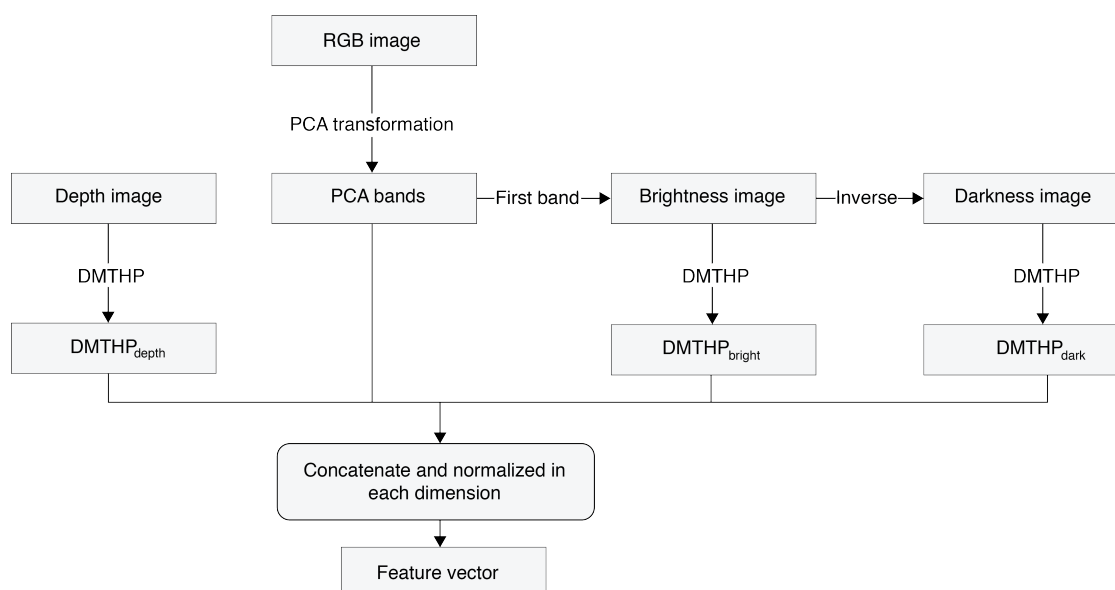 RGB image
PCA transformation
Depth image
PCA bands
First band
Brightness image
Inverse
Darkness image
DMTHP
DMTHP
DMTHP
DMTHPdepth
DMTHPbright
DMTHPdark
Concatenate and normalized in
each dimension
Feature vector